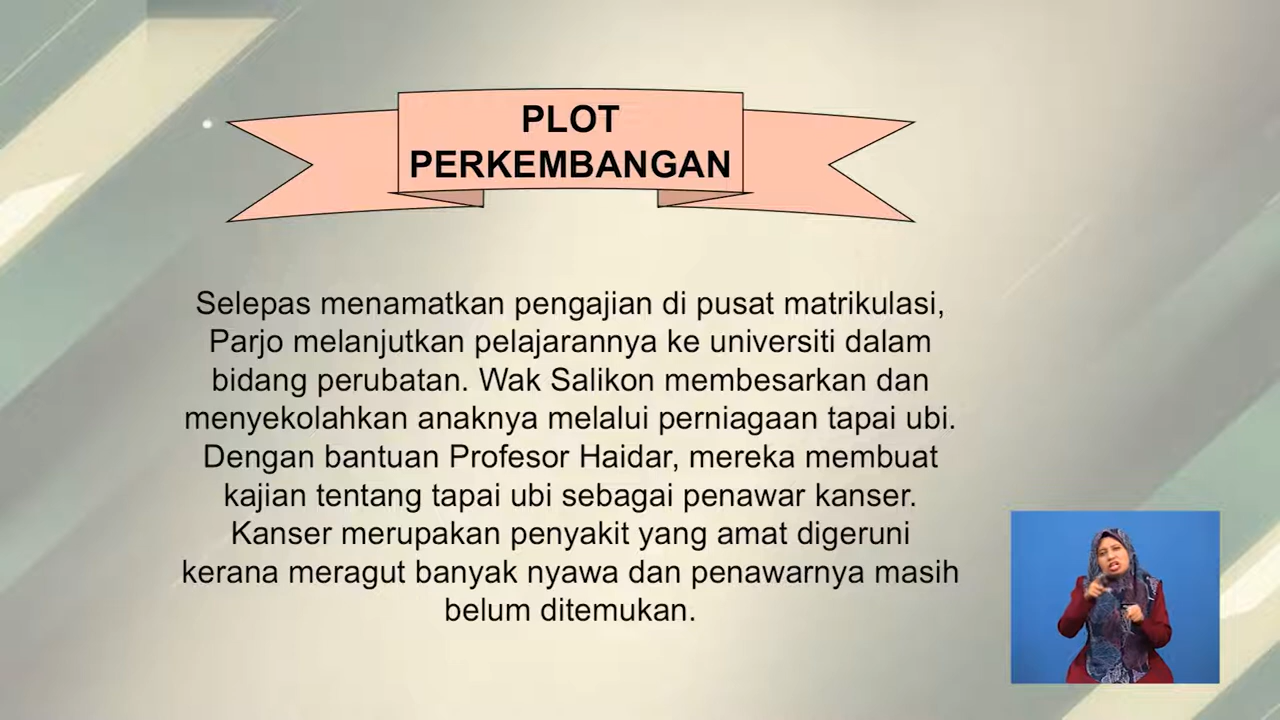 PLOT
PERKEMBANGAN
Selepas menamatkan pengajian di pusat matrikulasi,
Parjo melanjutkan pelajarannya ke universiti dalam
bidang perubatan. Wak Salikon membesarkan dan
menyekolahkan anaknya melalui perniagaan tapai ubi.
Dengan bantuan Profesor Haidar, mereka membuat
kajian tentang tapai ubi sebagai penawar kanser.
Kanser merupakan penyakit yang amat digeruni
kerana meragut banyak nyawa dan penawarnya masih
belum ditemukan.